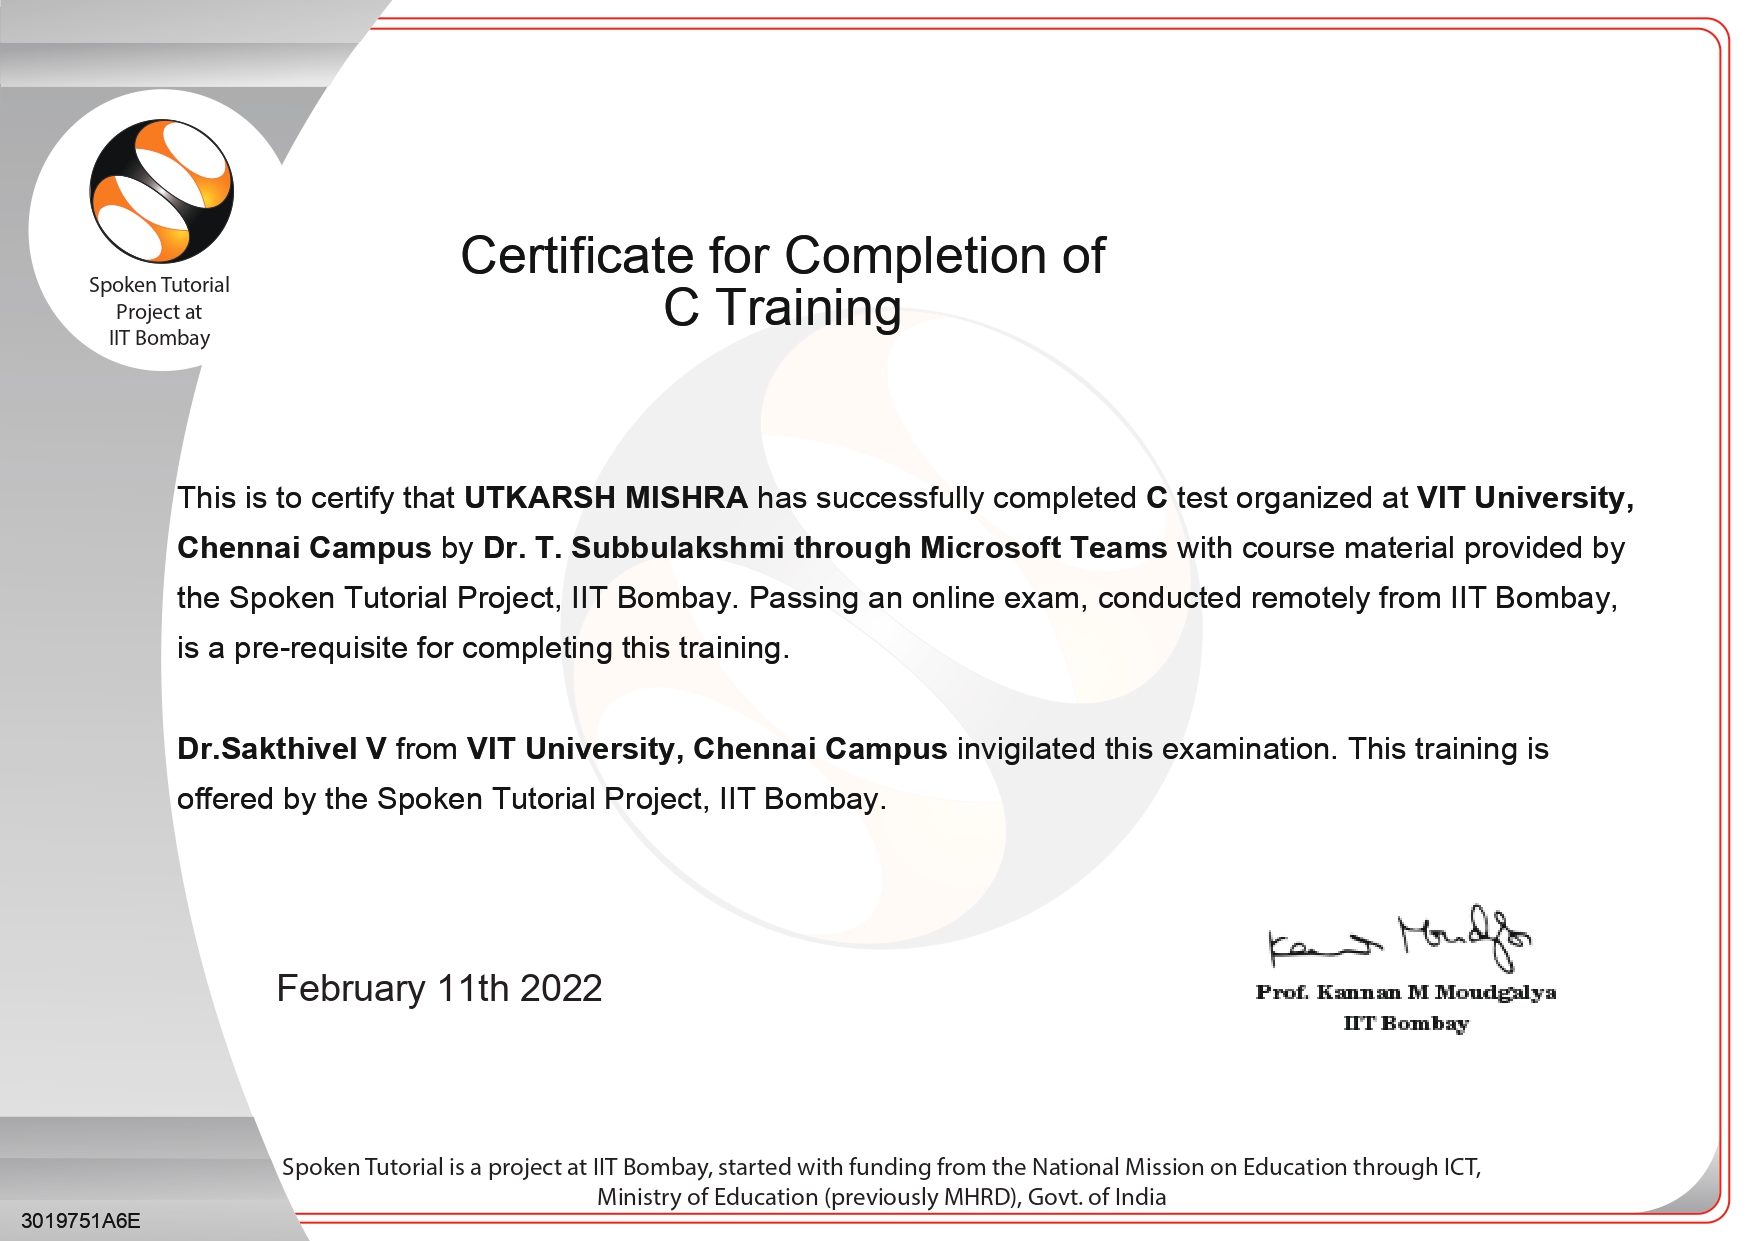 Spoken Tutorial
Project at
IIT Bombay
Certificate for Completion of
C Training
This is to certify that UTKARSH MISHRA has successfully completed C test organized at VIT University,
Chennai Campus by Dr. T. Subbulakshmi through Microsoft Teams with course material provided by
the Spoken Tutorial Project, IIT Bombay. Passing an online exam, conducted remotely from IIT Bombay,
is a pre-requisite for completing this training.
Dr.Sakthivel V from VIT University, Chennai Campus invigilated this examination. This training is
offered by the Spoken Tutorial Project, IIT Bombay.
February 11th 2022
Kannan Moudgalya
Prof. Kannan M Moudgalya
IIT Bombay
Spoken Tutorial is a project at IIT Bombay, started with funding from the National Mission on Education through ICT,
Ministry of Education (previously MHRD), Govt. of India
3019751A6E